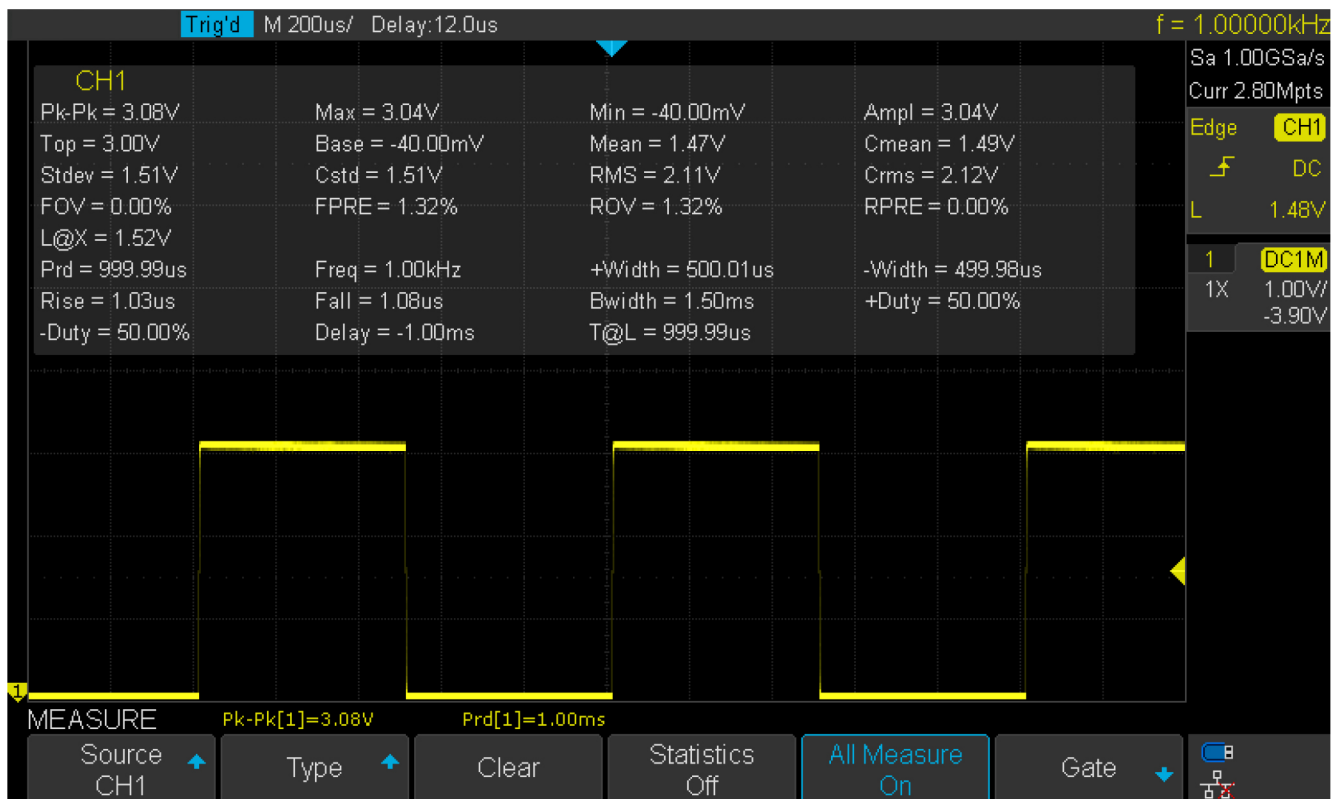 Trig'd M 200us/ Delay:12.0us f = 1.00000kHz
Sa 1.00GSa/s
Curr 2.80Mpts
Edge CH1
DC
L 1.48V
1 DC1M
1X 1.00V/
-3.90V
CH1
Pk-Pk = 3.08V Max = 3.04V Min = -40.00mV Ampl = 3.04V
Top = 3.00V Base = -40.00mV Mean = 1.47V Cmean = 1.49V
Stdev = 1.51V Cstd = 1.51V RMS = 2.11V Crms = 2.12V
FOV = 0.00% FPRE = 1.32% ROV = 1.32% RPRE = 0.00%
L@X = 1.52V
Prd = 999.99us Freq = 1.00kHz +Width = 500.01us -Width = 499.98us
Rise = 1.03us Fall = 1.08us Bwidth = 1.50ms +Duty = 50.00%
-Duty = 50.00% Delay = -1.00ms T@L = 999.99us
1
MEASURE Pk-Pk[1]=3.08V Prd[1]=1.00ms
Source Type Clear Statistics All Measure Gate
CH1 Off On